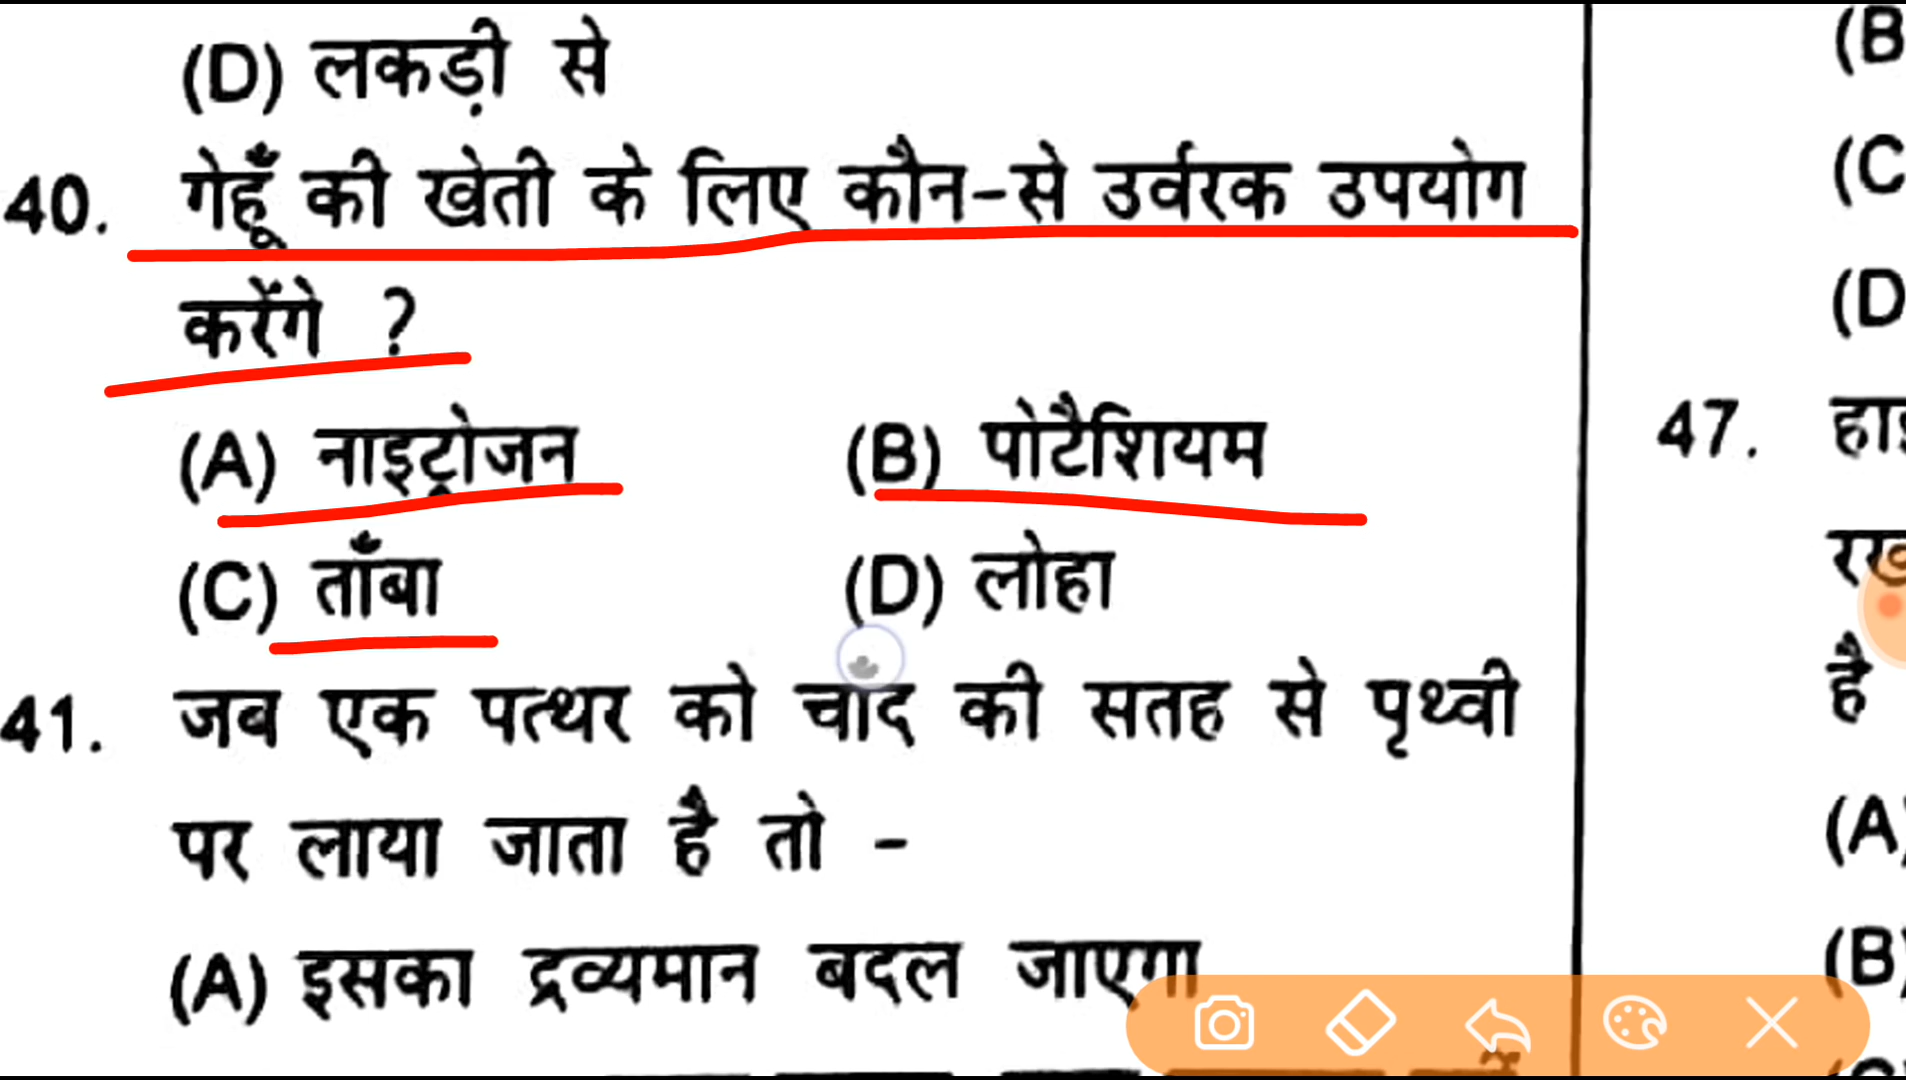 (D) लकड़ी से
40. गेहूँ की खेती के लिए कौन-से उर्वरक उपयोग
करेंगे ?
(A) नाइट्रोजन (B) पोटैशियम
(C) ताँबा (D) लोहा
41. जब एक पत्थर को चाँद की सतह से पृथ्वी
पर लाया जाता है तो -
(A) इसका द्रव्यमान बदल जाएगा
(B
(C
(D
47.
है
(A)
(B)